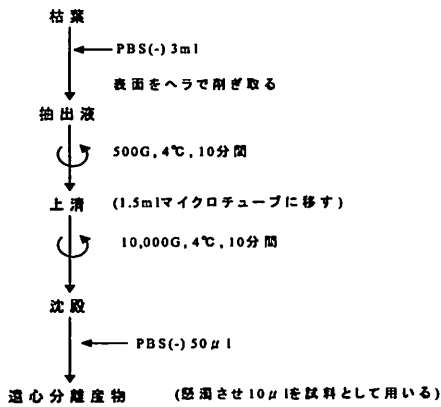 枯葉
PBS(-) 3ml
表面をヘラで削ぎ取る
抽出液
500G, 4℃, 10分間
上清 (1.5mlマイクロチューブに移す)
10,000G, 4℃, 10分間
沈殿
PBS(-) 50μl
遠心分離産物 (懸濁させ10μlを試料として用いる)